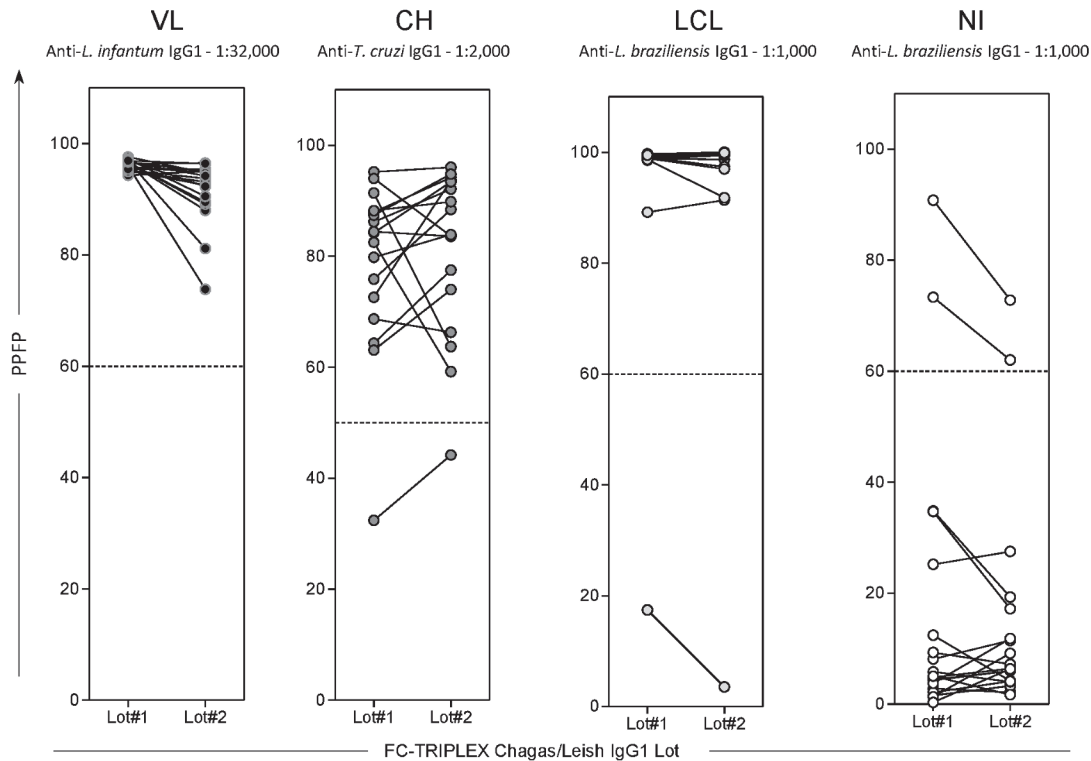 VL CH LCL NI
Anti-L. infantum IgG1 - 1:32,000 Anti-T. cruzi IgG1 - 1:2,000 Anti-L. braziliensis IgG1 - 1:1,000 Anti-L. braziliensis IgG1 - 1:1,000
PPFP
100 100 100 100
80 80 80 80
60 60 60 60
40 40 40 40
20 20 20 20
0 0 0 0
Lot#1 Lot#2 Lot#1 Lot#2 Lot#1 Lot#2 Lot#1 Lot#2
FC-TRIPLEX Chagas/Leish IgG1 Lot